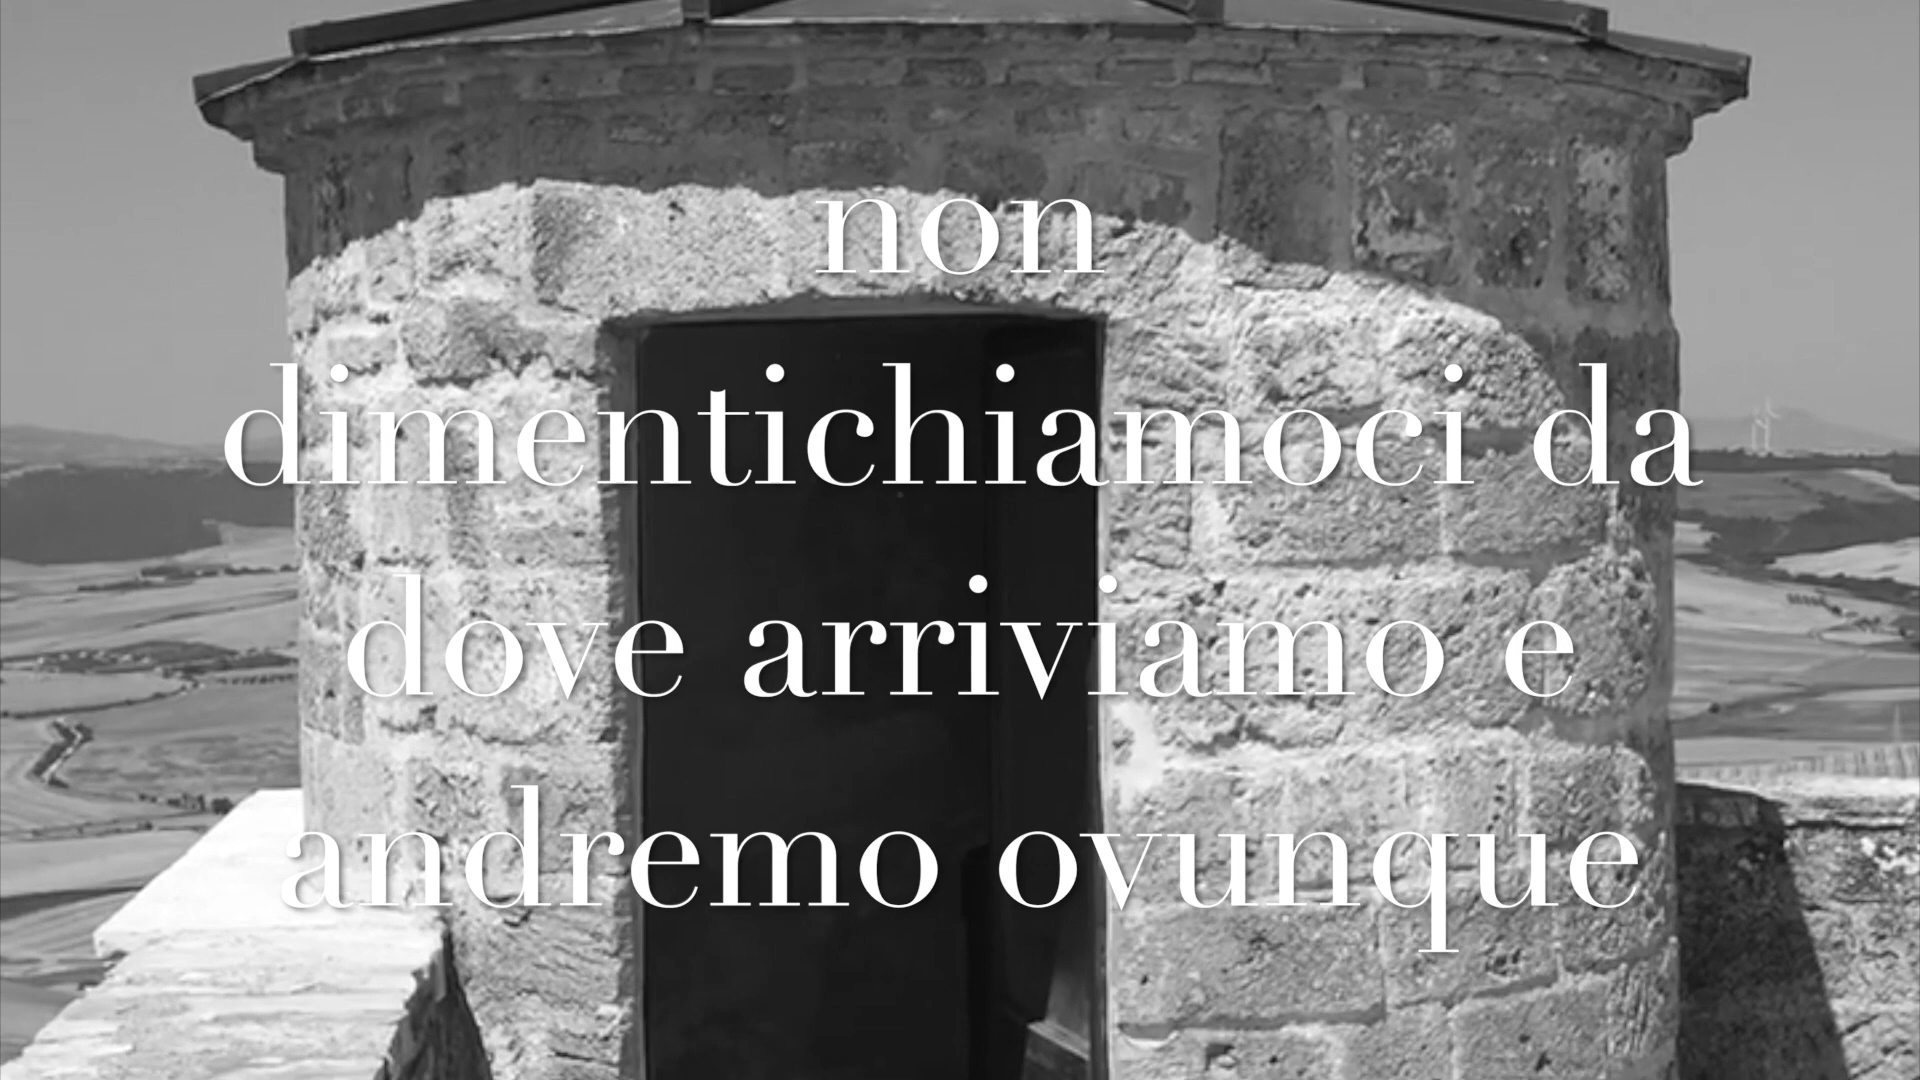 non
dimentichiamoci da
dove arriviamo e
andremo ovunque